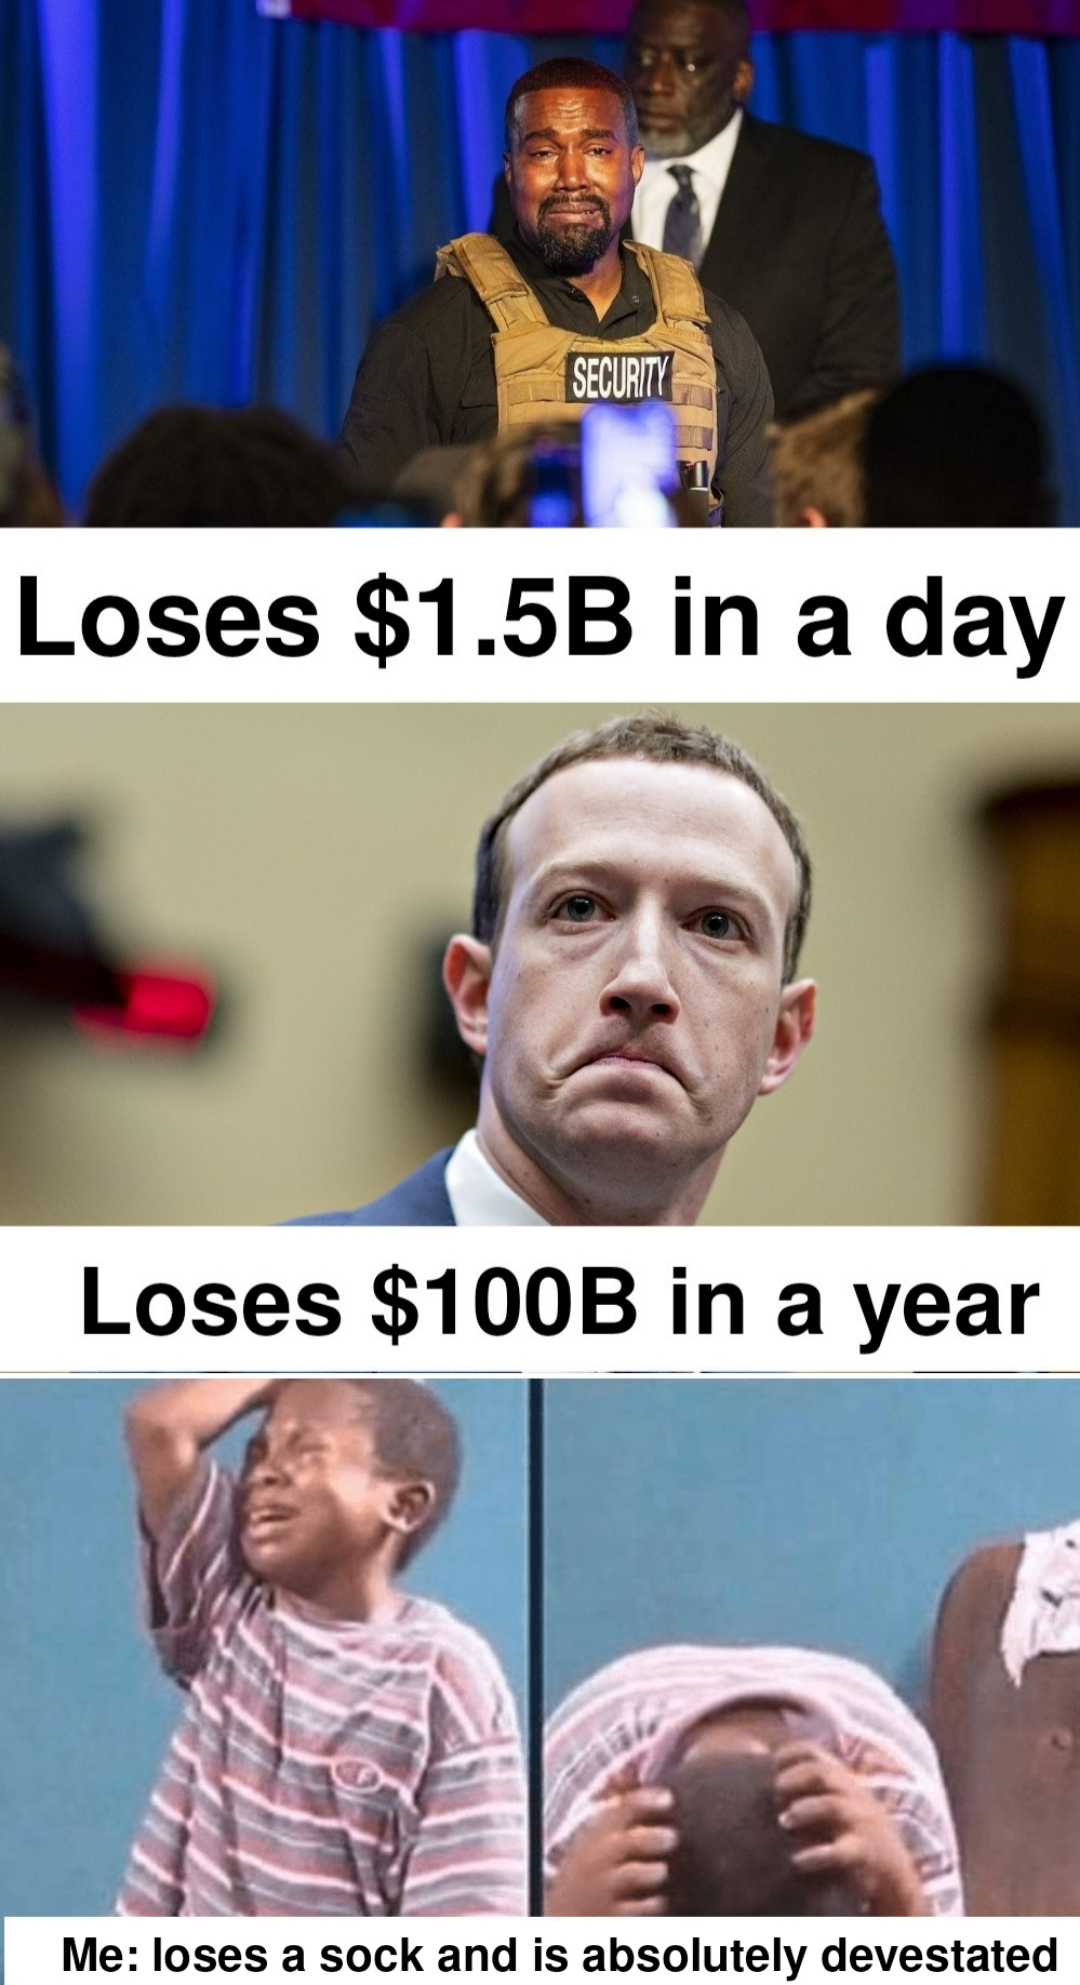 SECURITY
Loses $1.5B in a day
Loses $100B in a year
Me: loses a sock and is absolutely devestated